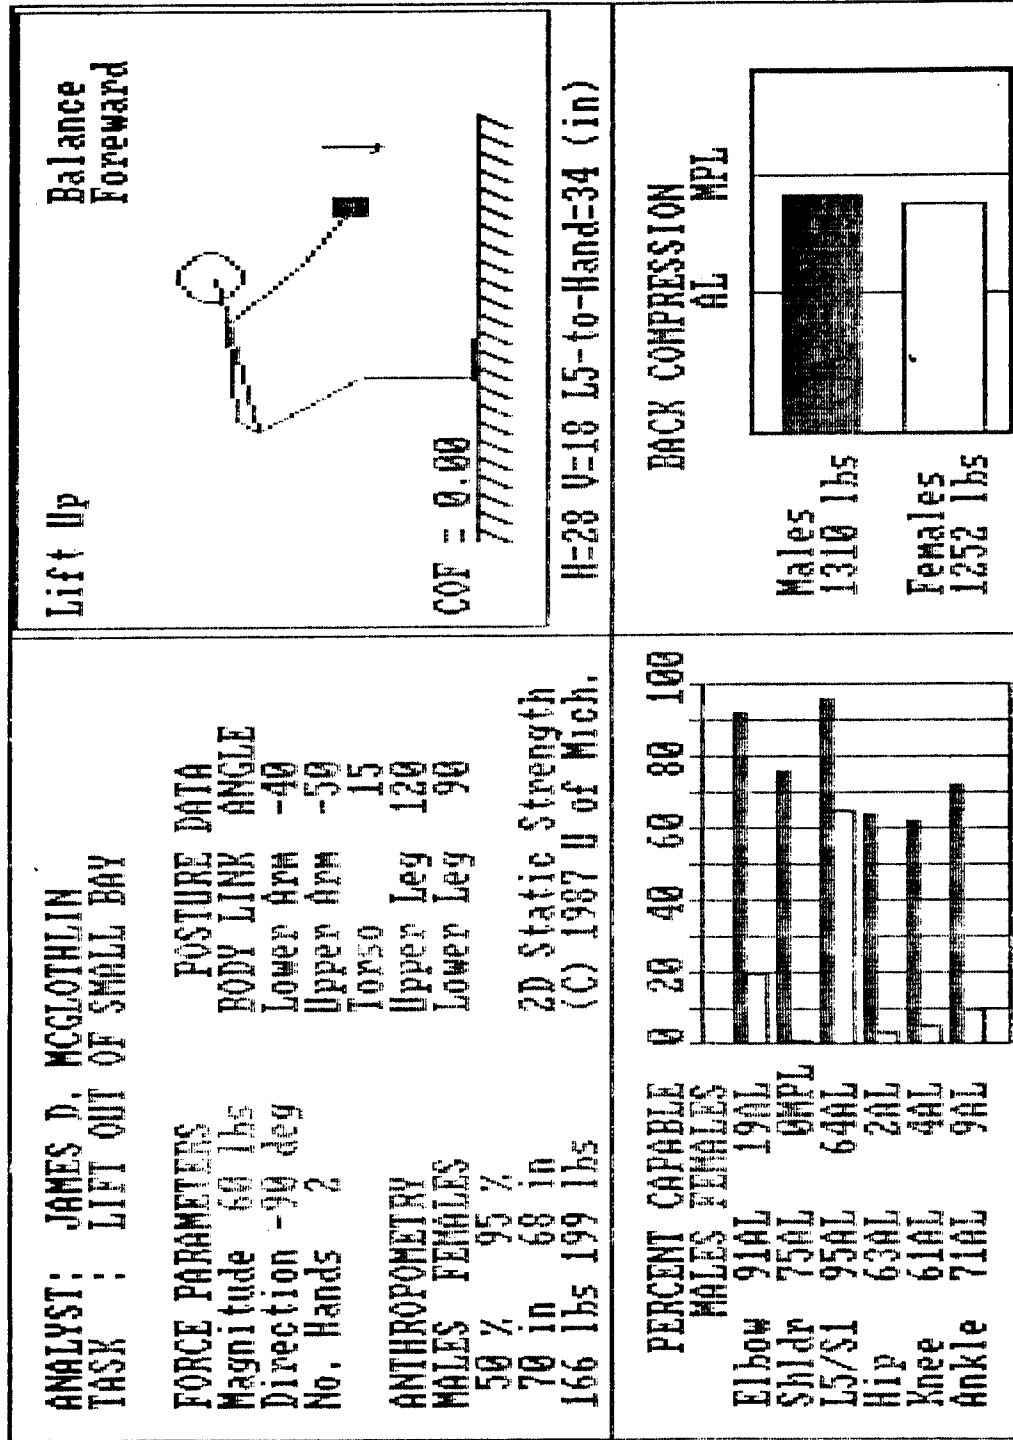 ANALYST: JAMES D. MCGLOTHLIN
TASK : LIFT OUT OF SMALL BAY
FORCE PARAMETERS
Magnitude 60 lbs
Direction -90 deg
No. Hands 2
ANTHROPOMETRY
MALES FEMALES
50 % 95 %
70 in 68 in
166 lbs 199 lbs
POSTURE DATA
BODY LINK ANGLE
Lower Arm -40
Upper Arm -50
Torso 15
Upper Leg 120
Lower Leg 90
2D Static Strength
(C) 1987 U of Mich.
Lift Up
Balance
Foreward
COF = 0.00
H=28 V=18 L5-to-Hand=34 (in)
PERCENT CAPABLE
MALES FEMALES
Elbow 91AL 19AL
Shldr 75AL 0MPL
L5/S1 95AL 64AL
Hip 63AL 2AL
Knee 61AL 4AL
Ankle 71AL 9AL
0 20 40 60 80 100
BACK COMPRESSION
AL MPL
Males
1310 lbs
Females
1252 lbs